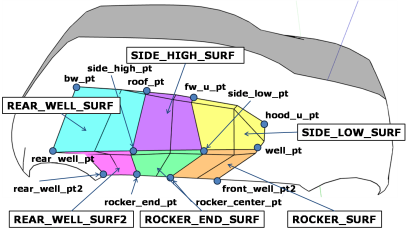 SIDE_HIGH_SURF
side_high_pt
bw_pt
roof_pt
fw_u_pt
side_low_pt
REAR_WELL_SURF
hood_u_pt
SIDE_LOW_SURF
rear_well_pt
well_pt
rear_well_pt2
front_well_pt2
rocker_end_pt
rocker_center_pt
REAR_WELL_SURF2
ROCKER_END_SURF
ROCKER_SURF